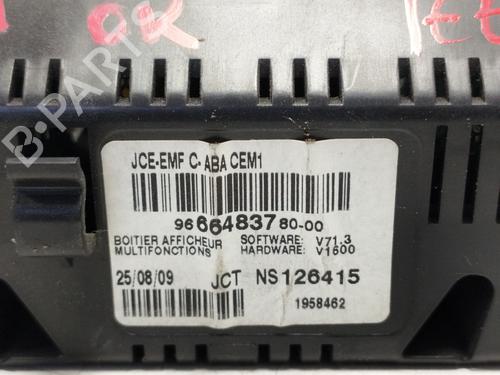 OK
B-PARTS
JCE-EMF C-ABA CEM1
96 664837 80-00
BOITIER AFFICHEUR SOFTWARE: V71.3
MULTIFONCTIONS HARDWARE: V1600
25/08/09 JCT NS126415
1958462